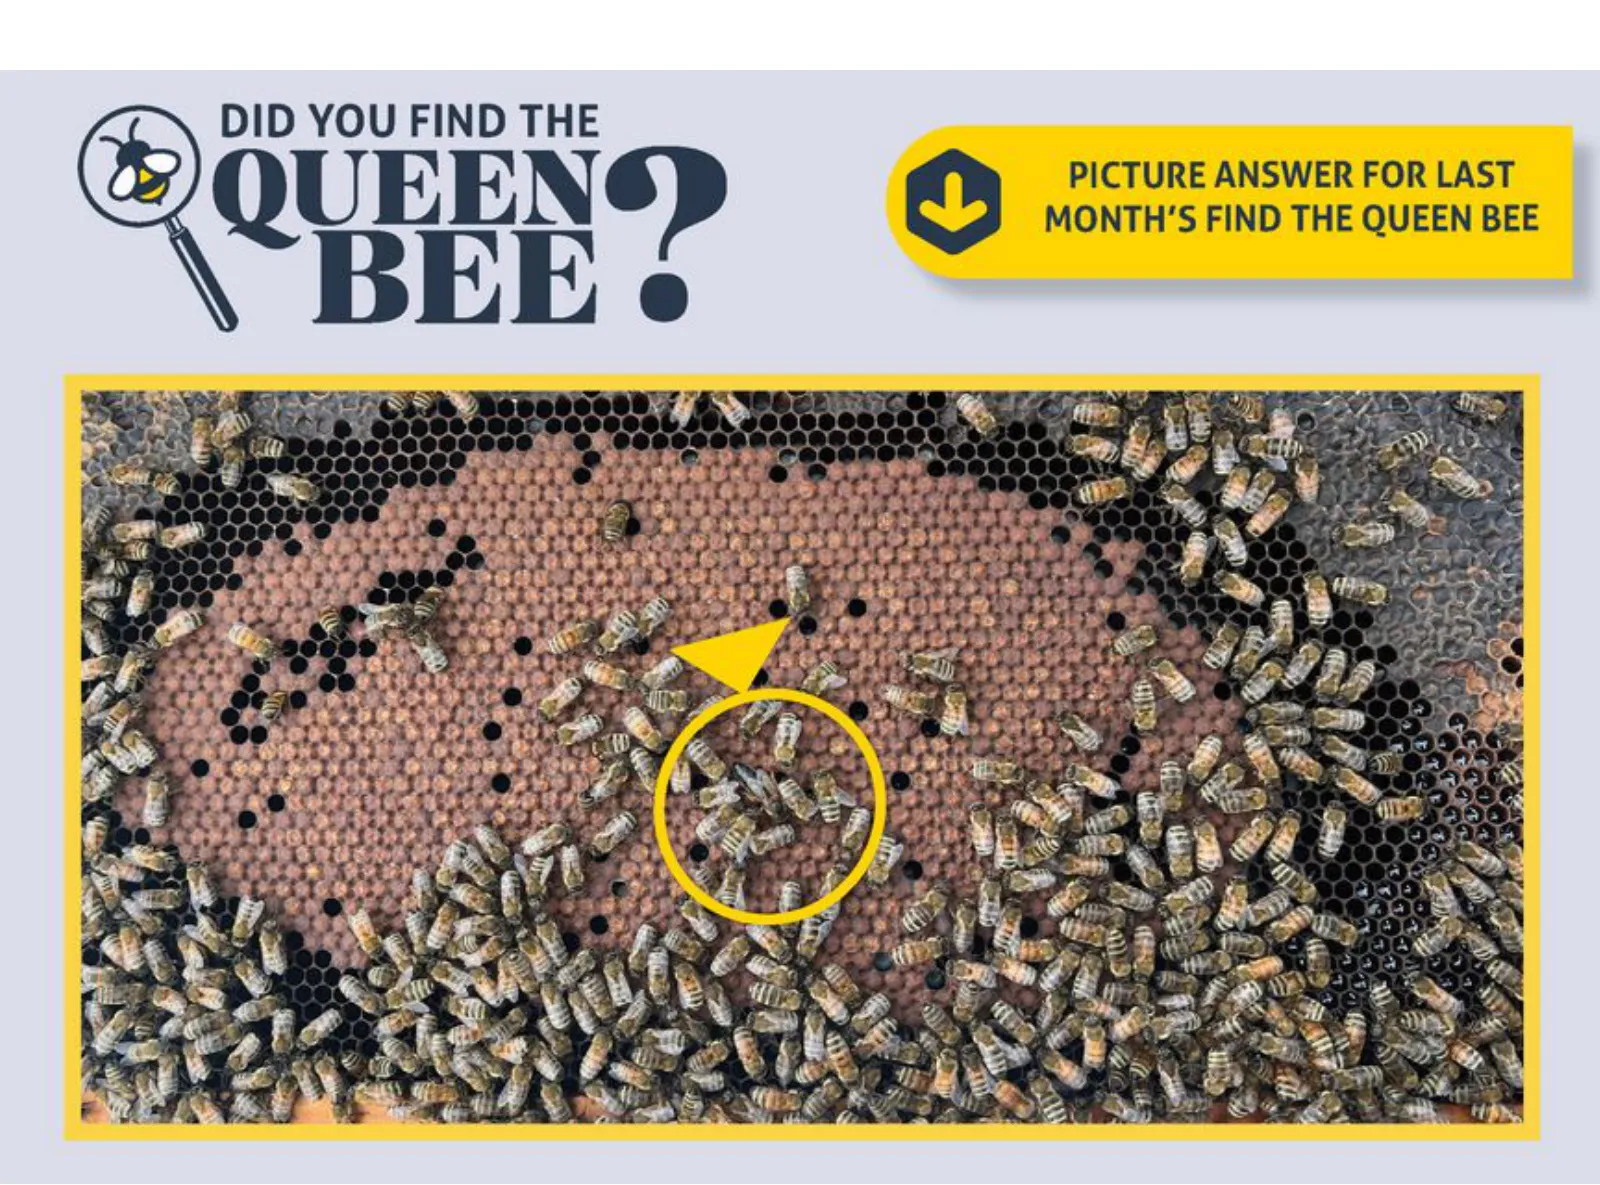 DID YOU FIND THE
QUEEN
BEE?
PICTURE ANSWER FOR LAST
MONTH'S FIND THE QUEEN BEE